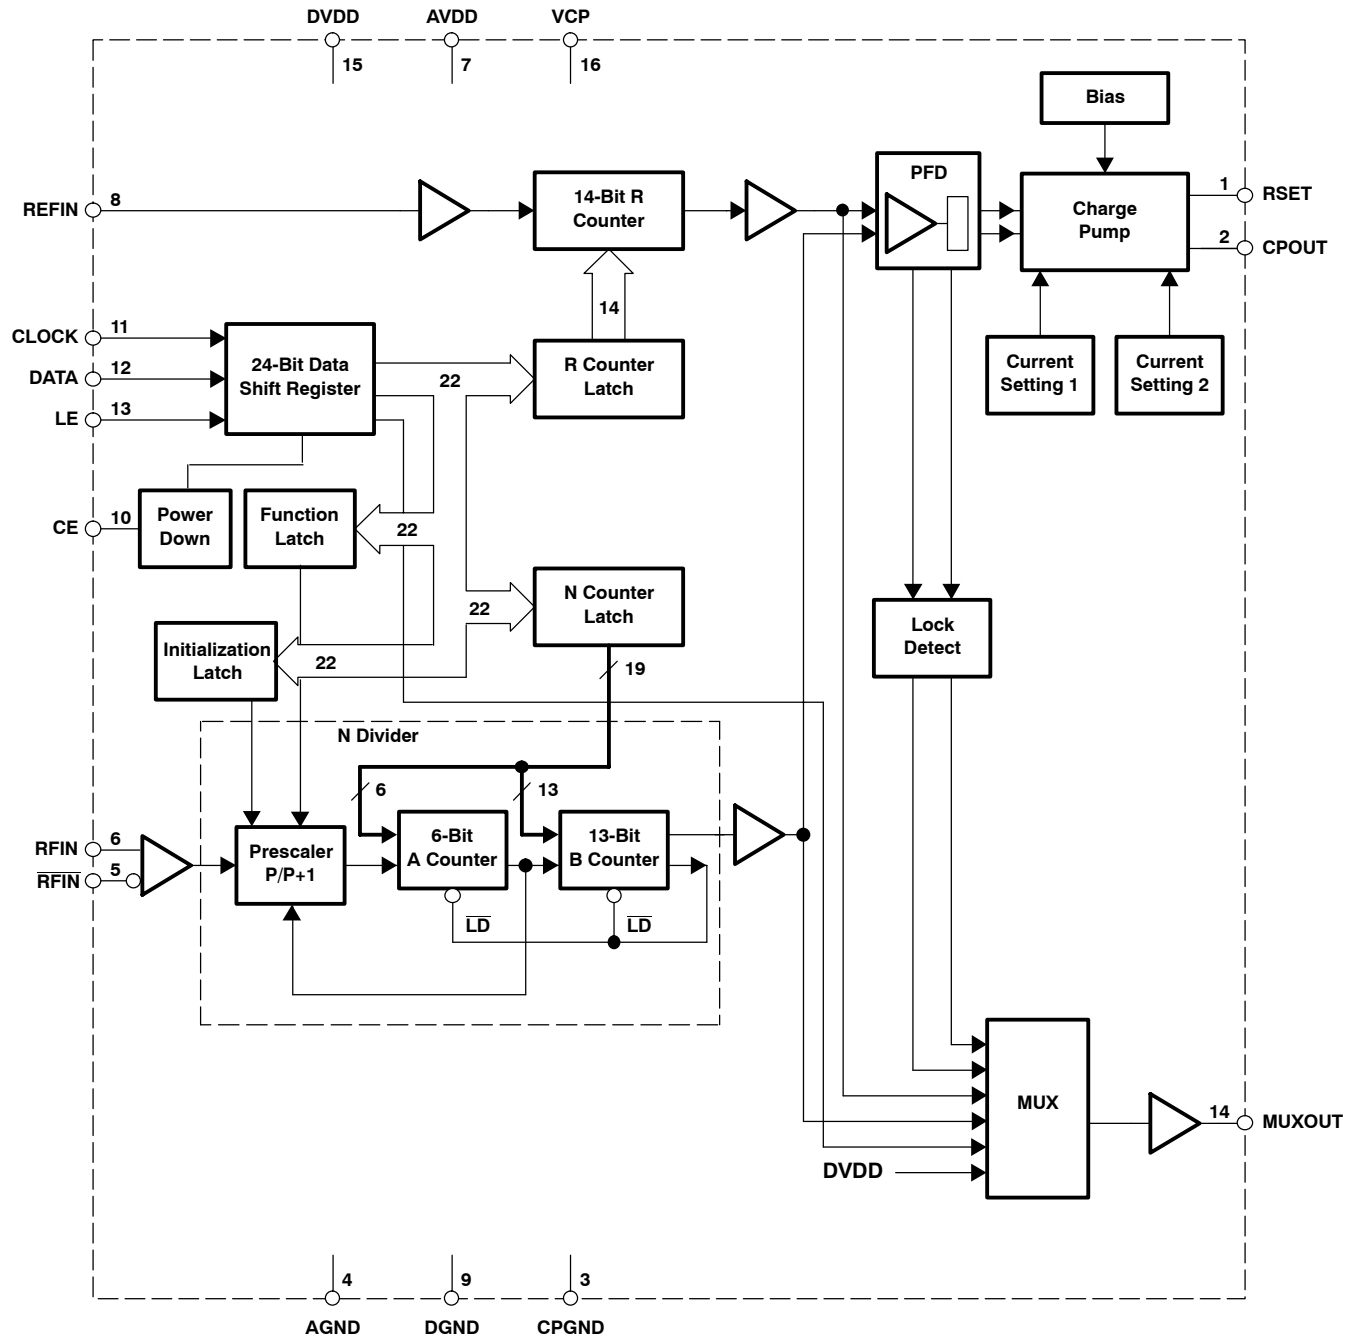 DVDD
AVDD
VCP
15
7
16
Bias
PFD
REFIN
8
14-Bit R
Counter
Charge
Pump
1
RSET
2
CPOUT
14
CLOCK
11
DATA
12
LE
13
24-Bit Data
Shift Register
22
R Counter
Latch
Current
Setting 1
Current
Setting 2
CE
10
Power
Down
Function
Latch
22
N Counter
Latch
22
Lock
Detect
Initialization
Latch
22
19
N Divider
6
13
RFIN
6
RFIN
5
Prescaler
P/P+1
6-Bit
A Counter
13-Bit
B Counter
LD
LD
MUX
14
MUXOUT
DVDD
4
9
3
AGND
DGND
CPGND